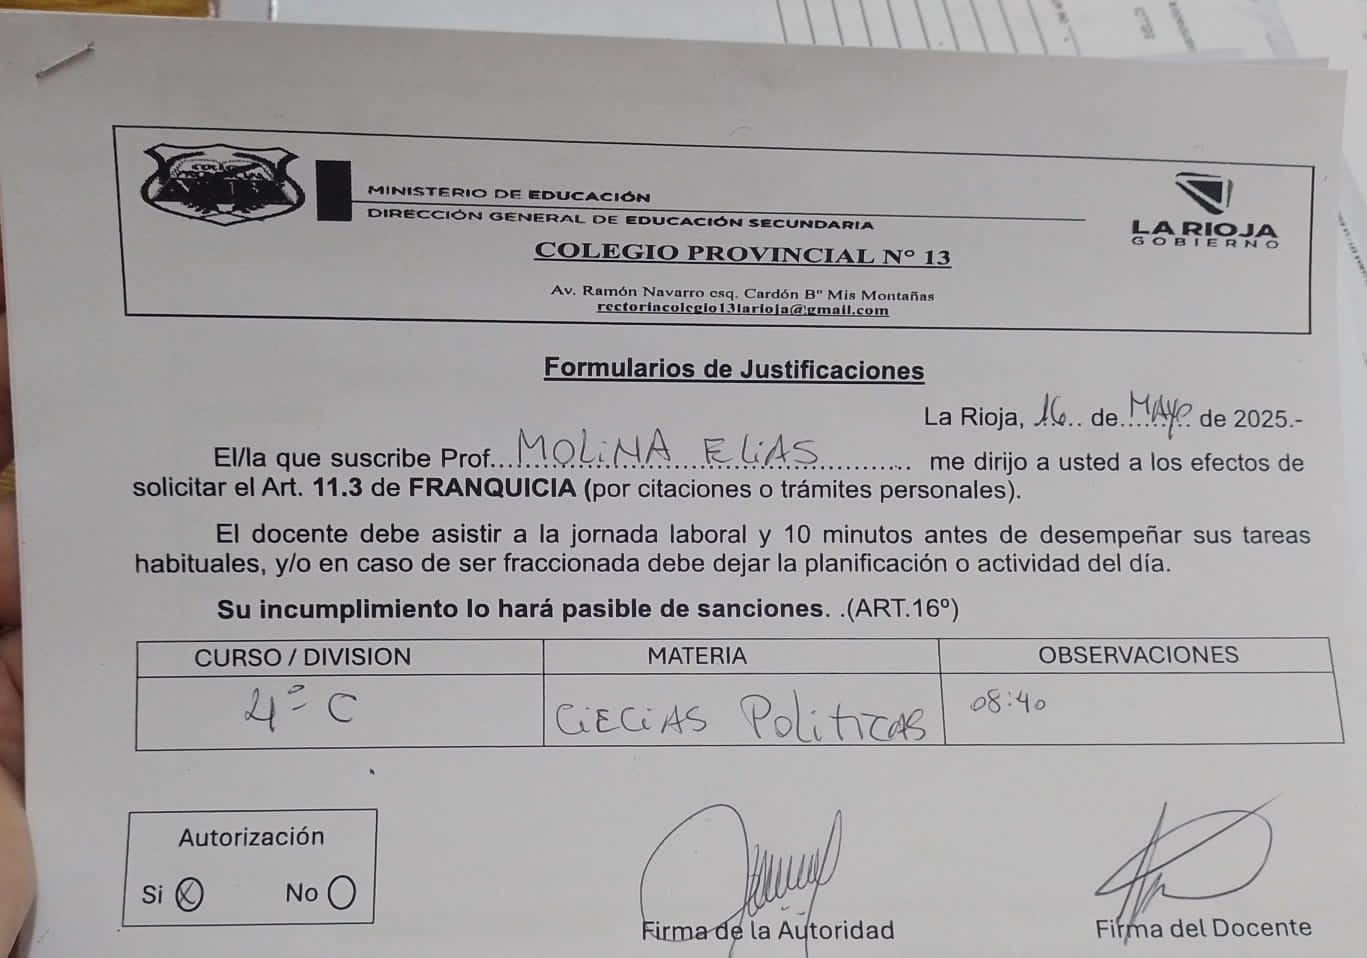 MINISTERIO DE EDUCACIÓN
DIRECCIÓN GENERAL DE EDUCACIÓN SECUNDARIA
COLEGIO PROVINCIAL Nº 13
Av. Ramón Navarro esq. Cardón Bº Mis Montañas
rectoriacolegio13larioja@gmail.com
LA RIOJA
GOBIERNO
Formularios de Justificaciones
La Rioja, 16.. de MAYO de 2025.-
El/la que suscribe Prof... MOLINA ELIAS ... me dirijo a usted a los efectos de
solicitar el Art. 11.3 de FRANQUICIA (por citaciones o trámites personales).
El docente debe asistir a la jornada laboral y 10 minutos antes de desempeñar sus tareas
habituales, y/o en caso de ser fraccionada debe dejar la planificación o actividad del día.
Su incumplimiento lo hará pasible de sanciones. .(ART.16º)
CURSO / DIVISION MATERIA OBSERVACIONES
4º C CIECIAS POLITICAS 08:40
Autorización
Si No
Firma de la Autoridad Firma del Docente